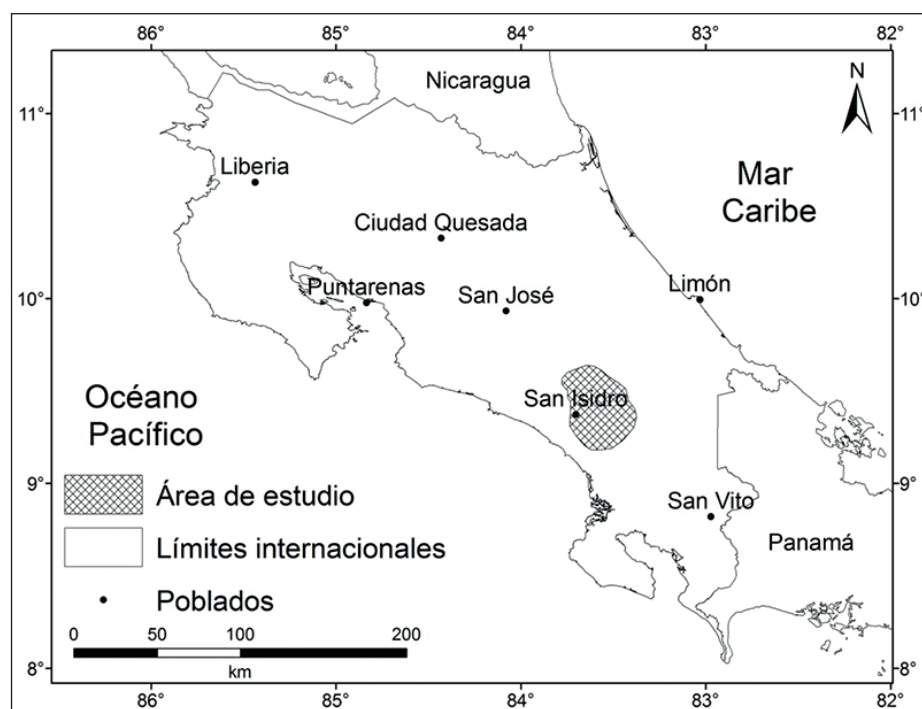 86°
85°
84°
83°
82°
Nicaragua
N
11°
11°
Liberia
Mar
Caribe
Ciudad Quesada
10°
Puntarenas
San José
Limón
10°
Océano
Pacífico
San Isidro
9°
9°
Área de estudio
San Vito
Límites internacionales
Panamá
Poblados
0
50
100
200
km
8°
8°
86°
85°
84°
83°
82°